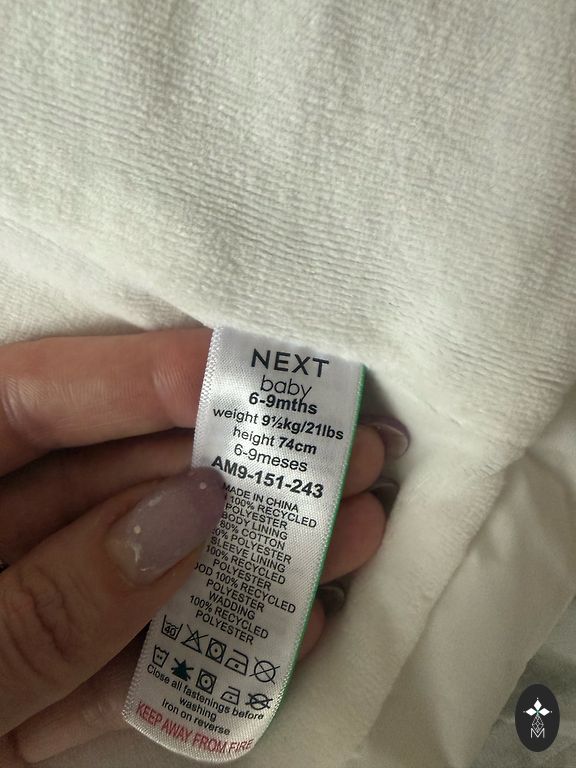 NEXT
baby
6-9mths
weight 9½kg/21lbs
height 74cm
6-9meses
AM9-151-243
MADE IN CHINA
100% RECYCLED
POLYESTER
BODY LINING
COTTON
POLYESTER
SLEEVE LINING
100% RECYCLED
POLYESTER
100% RECYCLED
POLYESTER
WADDING
100% RECYCLED
POLYESTER
40
Close all fastenings before
washing
Iron on reverse
KEEP AWAY FROM FIRE
M